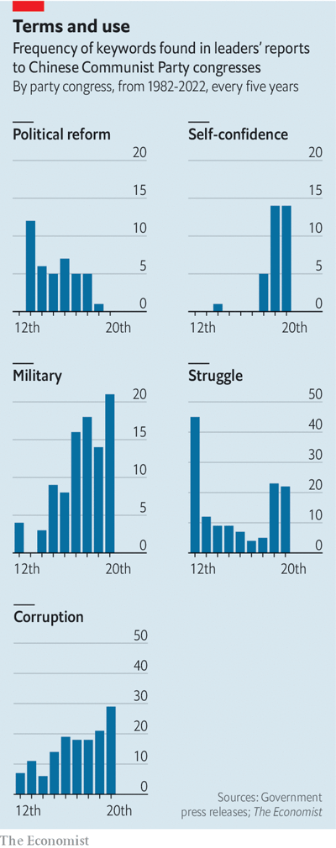 Terms and use
Frequency of keywords found in leaders' reports
to Chinese Communist Party congresses
By party congress, from 1982-2022, every five years
Political reform
20
15
10
5
0
12th
20th
Self-confidence
20
15
10
5
0
12th
20th
Military
20
15
10
5
0
12th
20th
Struggle
50
40
30
20
10
0
12th
20th
Corruption
50
40
30
20
10
0
12th
20th
Sources: Government
press releases; The Economist
The Economist